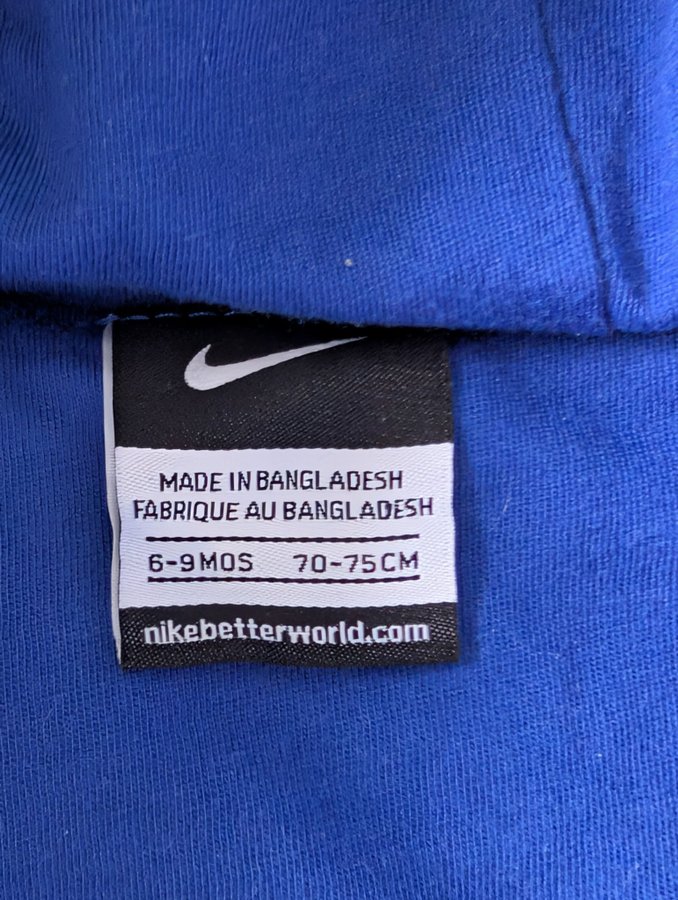 MADE IN BANGLADESH
FABRIQUE AU BANGLADESH
6-9MOS 70-75CM
nikebetterworld.com